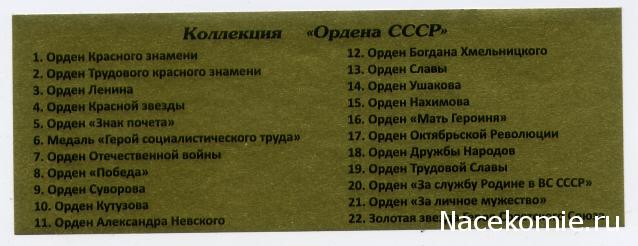 Коллекция «Ордена СССР»
1. Орден Красного знамени
2. Орден Трудового красного знамени
3. Орден Ленина
4. Орден Красной звезды
5. Орден «Знак почета»
6. Медаль «Герой социалистического труда»
7. Орден Отечественной войны
8. Орден «Победа»
9. Орден Суворова
10. Орден Кутузова
11. Орден Александра Невского
12. Орден Богдана Хмельницкого
13. Орден Славы
14. Орден Ушакова
15. Орден Нахимова
16. Орден «Мать Героиня»
17. Орден Октябрьской Революции
18. Орден Дружбы Народов
19. Орден Трудовой Славы
20. Орден «За службу Родине в ВС СССР»
21. Орден «За личное мужество»
22. Золотая звезда
Nacekomie.ru